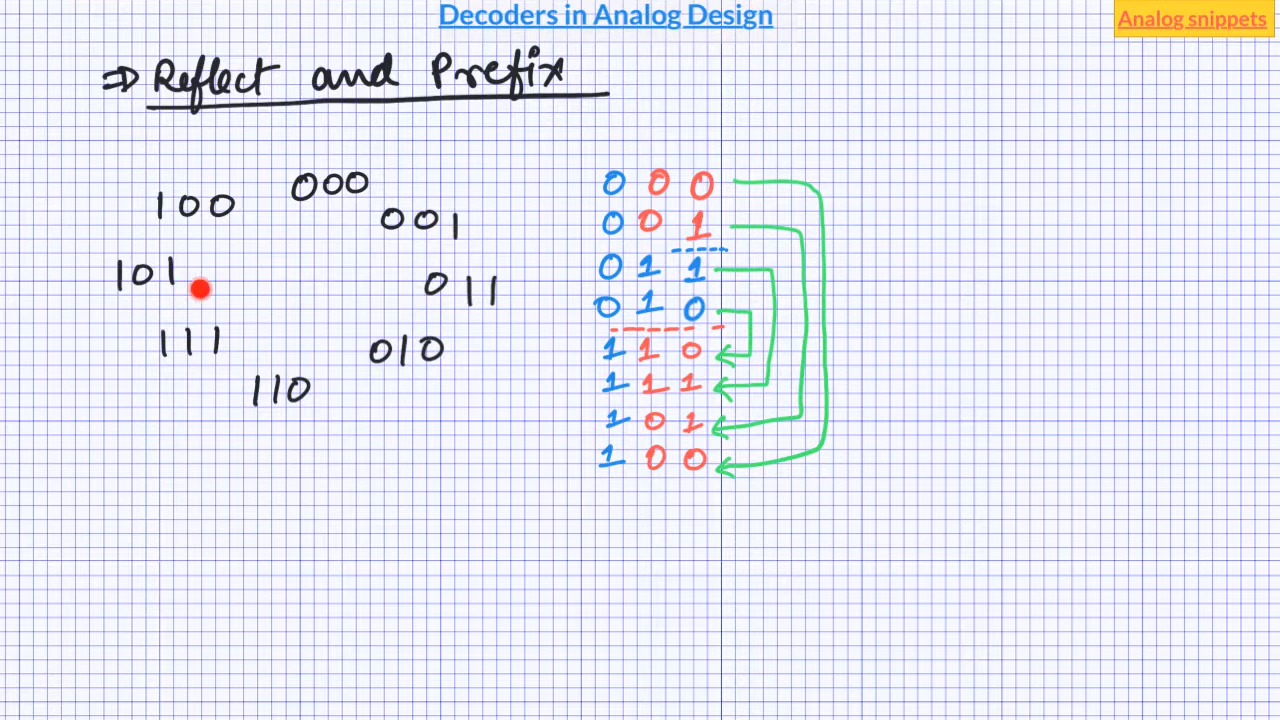 Decoders in Analog Design
Analog snippets
⇒ Reflect and Prefix
000
100
001
101
011
111
010
110
0 0 0
0 0 1
0 1 1
0 1 0
1 1 0
1 1 1
1 0 1
1 0 0